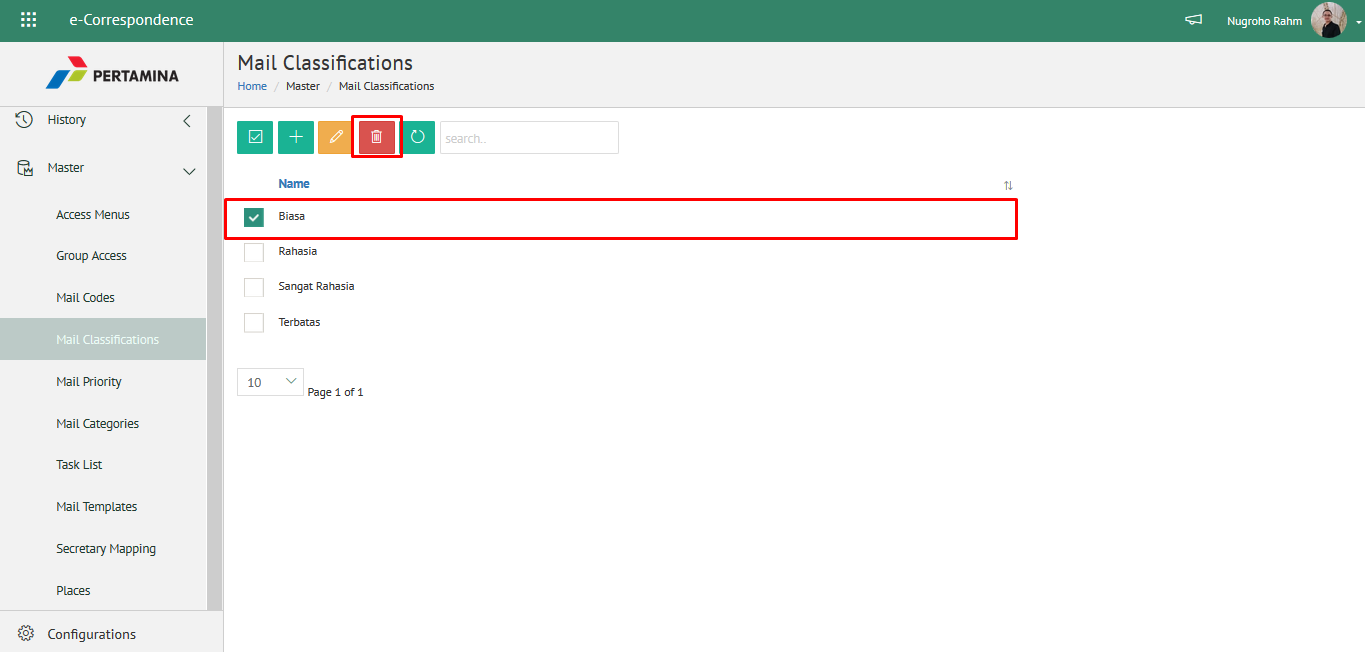 e-Correspondence
Nugroho Rahm
PERTAMINA
History
Master
Access Menus
Group Access
Mail Codes
Mail Classifications
Mail Priority
Mail Categories
Task List
Mail Templates
Secretary Mapping
Places
Configurations
Mail Classifications
Home / Master / Mail Classifications
search..
Name
Biasa
Rahasia
Sangat Rahasia
Terbatas
10
Page 1 of 1